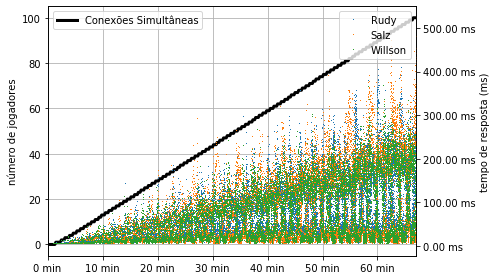 Conexões Simultâneas
Rudy
Salz
Willson
número de jogadores
100
80
60
40
20
0
500.00 ms
400.00 ms
300.00 ms
200.00 ms
100.00 ms
0.00 ms
tempo de resposta (ms)
0 min
10 min
20 min
30 min
40 min
50 min
60 min